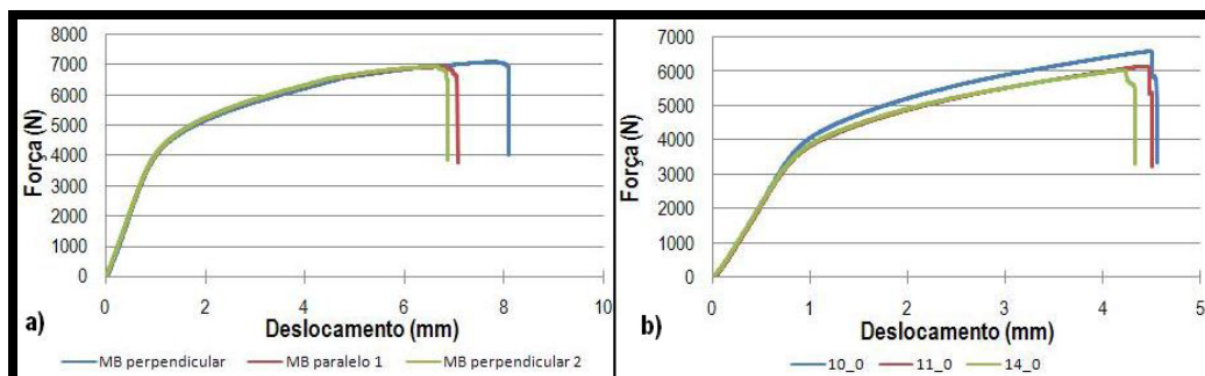 8000
7000
6000
5000
4000
3000
2000
1000
0
Força (N)
0 2 4 6 8 10
a)
Deslocamento (mm)
MB perpendicular MB paralelo 1 MB perpendicular 2
7000
6000
5000
4000
3000
2000
1000
0
Força (N)
0 1 2 3 4 5
b)
Deslocamento (mm)
10_0 11_0 14_0